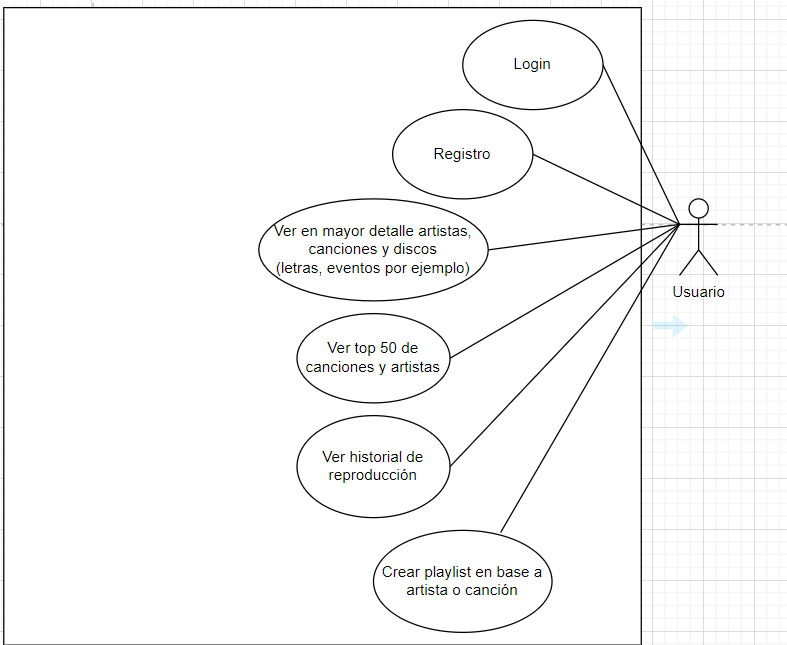 Login
Registro
Ver en mayor detalle artistas,
canciones y discos
(letras, eventos por ejemplo)
Usuario
Ver top 50 de
canciones y artistas
Ver historial de
reproducción
Crear playlist en base a
artista o canción